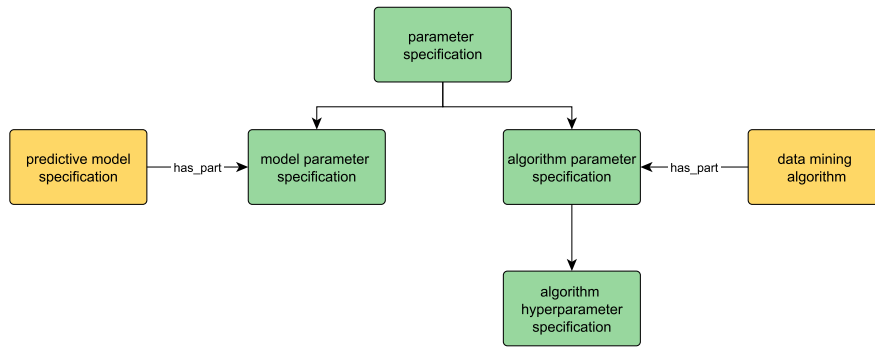 parameter
specification
predictive model
specification
has_part
model parameter
specification
algorithm parameter
specification
has_part
data mining
algorithm
algorithm
hyperparameter
specification